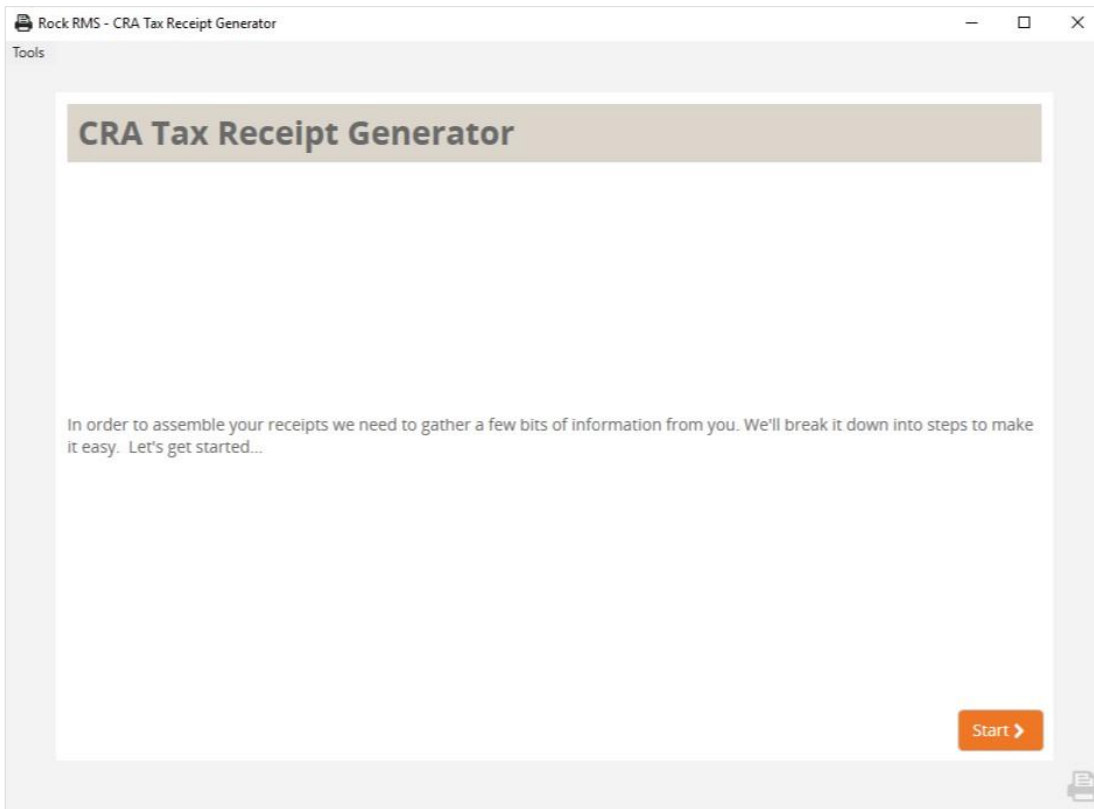 Rock RMS - CRA Tax Receipt Generator
Tools
CRA Tax Receipt Generator
In order to assemble your receipts we need to gather a few bits of information from you. We'll break it down into steps to make
it easy.  Let's get started...
Start